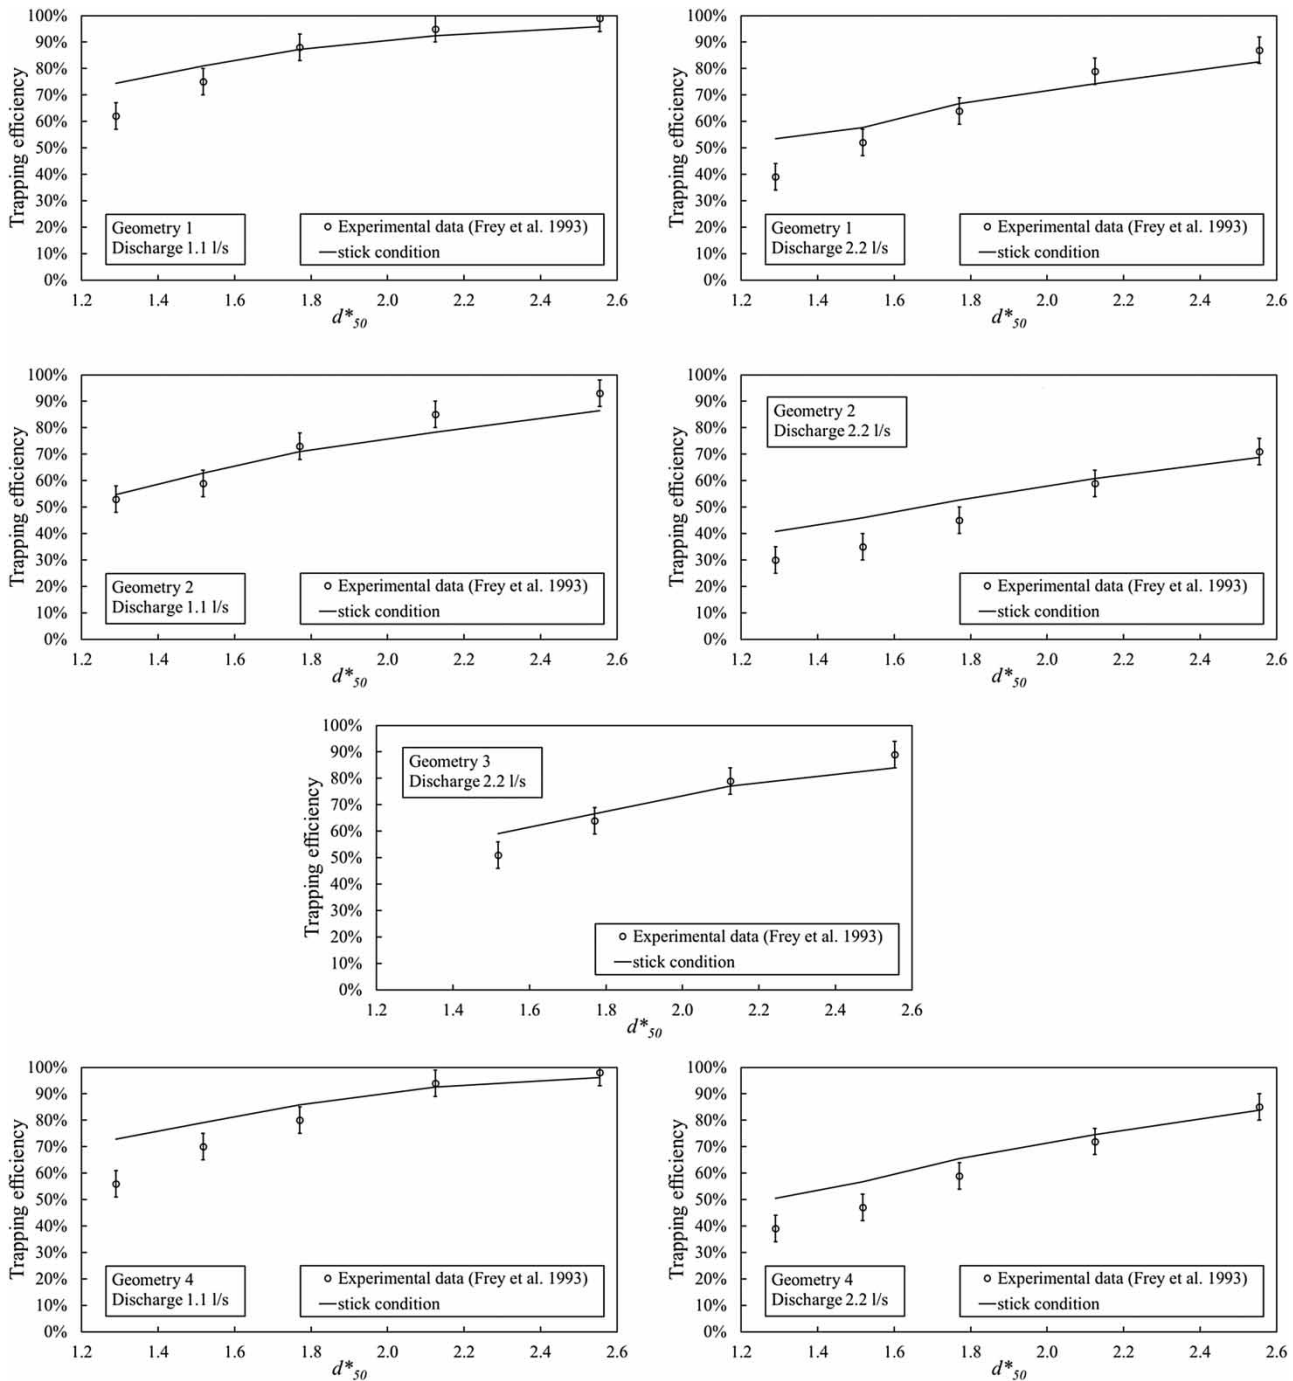 Trapping efficiency
100%
90%
80%
70%
60%
50%
40%
30%
20%
10%
0%
Geometry 1
Discharge 1.1 l/s
Experimental data (Frey et al. 1993)
stick condition
1.2 1.4 1.6 1.8 2.0 2.2 2.4 2.6
d*50
Trapping efficiency
100%
90%
80%
70%
60%
50%
40%
30%
20%
10%
0%
Geometry 1
Discharge 2.2 l/s
Experimental data (Frey et al. 1993)
stick condition
1.2 1.4 1.6 1.8 2.0 2.2 2.4 2.6
d*50
Trapping efficiency
100%
90%
80%
70%
60%
50%
40%
30%
20%
10%
0%
Geometry 2
Discharge 1.1 l/s
Experimental data (Frey et al. 1993)
stick condition
1.2 1.4 1.6 1.8 2.0 2.2 2.4 2.6
d*50
Trapping efficiency
100%
90%
80%
70%
60%
50%
40%
30%
20%
10%
0%
Geometry 2
Discharge 2.2 l/s
Experimental data (Frey et al. 1993)
stick condition
1.2 1.4 1.6 1.8 2.0 2.2 2.4 2.6
d*50
Trapping efficiency
100%
90%
80%
70%
60%
50%
40%
30%
20%
10%
0%
Geometry 3
Discharge 2.2 l/s
Experimental data (Frey et al. 1993)
stick condition
1.2 1.4 1.6 1.8 2.0 2.2 2.4 2.6
d*50
Trapping efficiency
100%
90%
80%
70%
60%
50%
40%
30%
20%
10%
0%
Geometry 4
Discharge 1.1 l/s
Experimental data (Frey et al. 1993)
stick condition
1.2 1.4 1.6 1.8 2.0 2.2 2.4 2.6
d*50
Trapping efficiency
100%
90%
80%
70%
60%
50%
40%
30%
20%
10%
0%
Geometry 4
Discharge 2.2 l/s
Experimental data (Frey et al. 1993)
stick condition
1.2 1.4 1.6 1.8 2.0 2.2 2.4 2.6
d*50